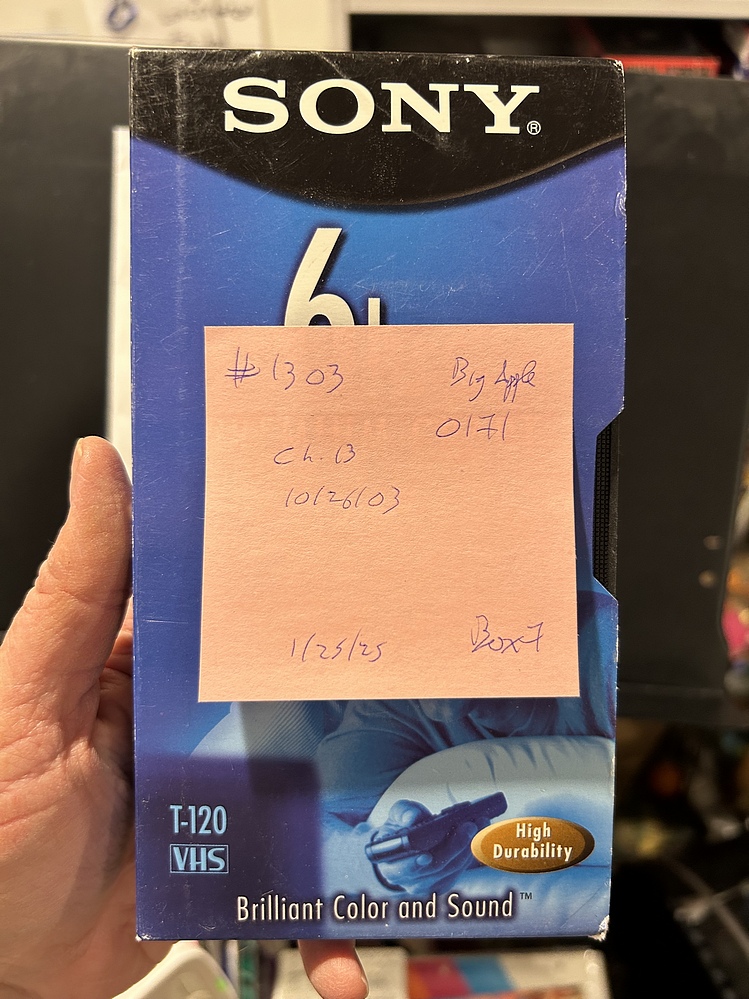 SONY®
6
#1303
Big Apple
0171
Ch. 13
10/26/03
1/25/25
Box 7
T-120
VHS
High
Durability
Brilliant Color and Sound™